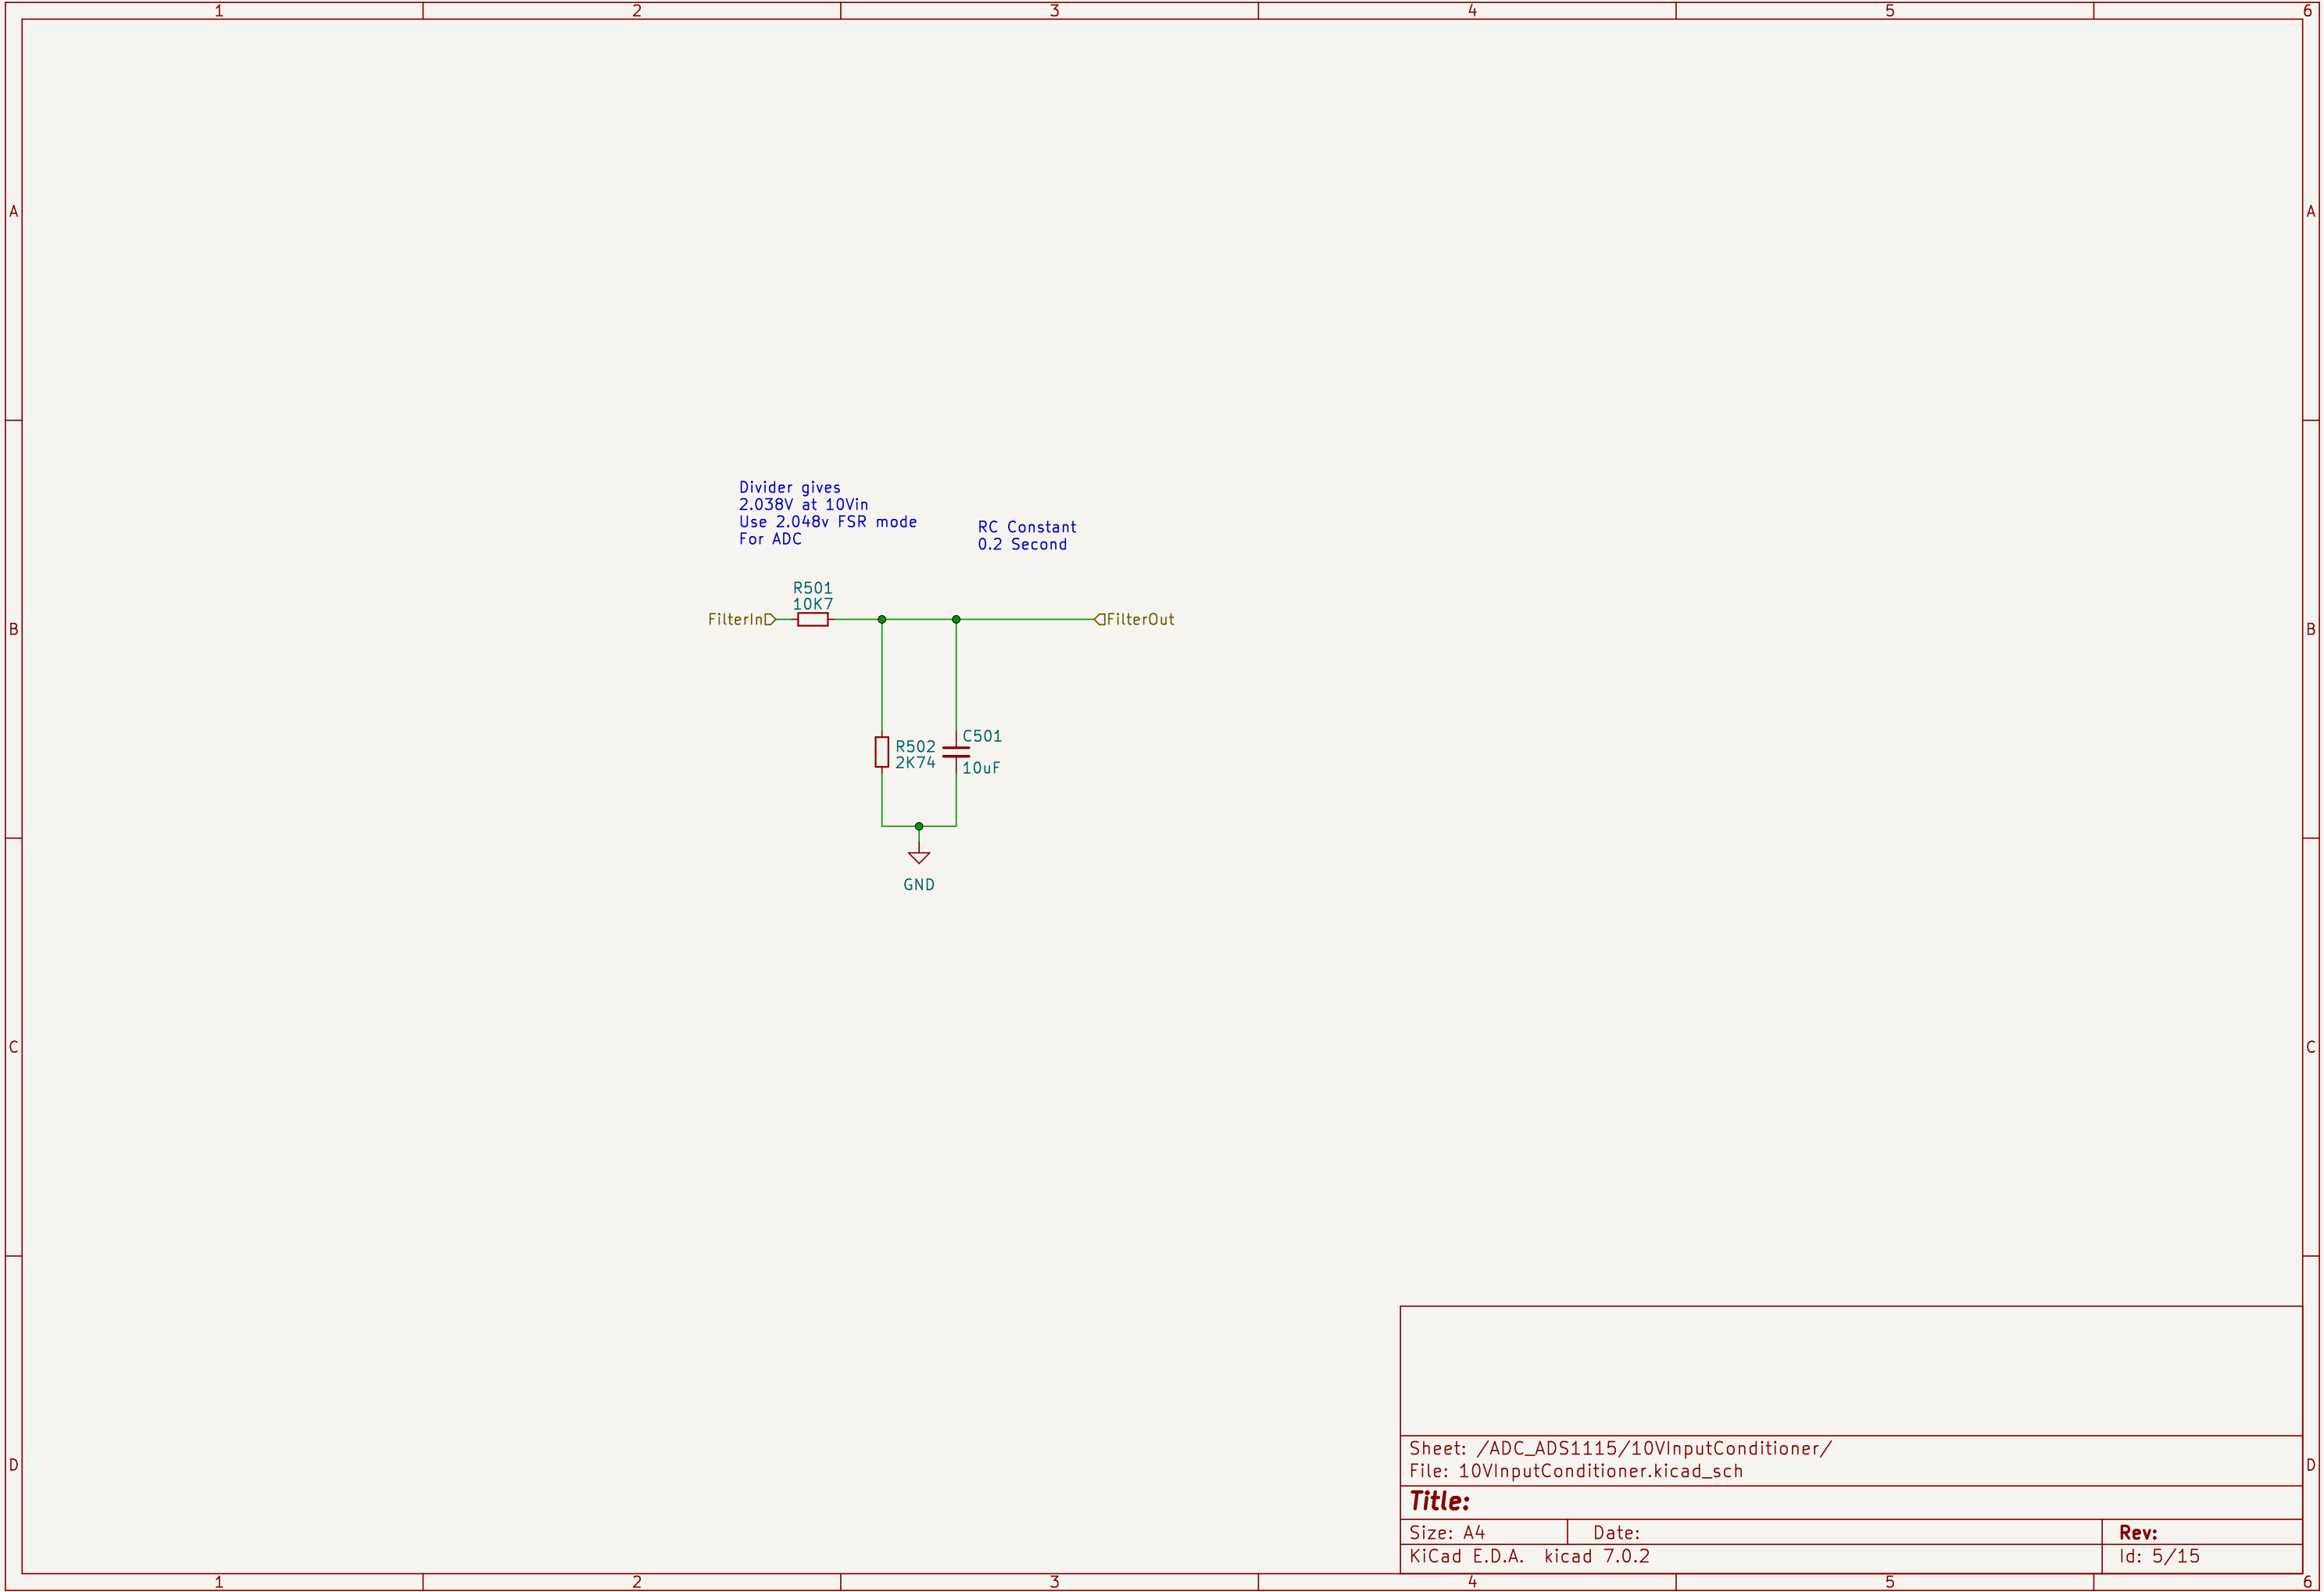 1 2 3 4 5 6
A A
Divider gives
2.038V at 10Vin
Use 2.048v FSR mode
For ADC
RC Constant
0.2 Second
R501
10K7
FilterIn FilterOut
B B
R502
2K74
C501
10uF
GND
C C
Sheet: /ADC_ADS1115/10VInputConditioner/
File: 10VInputConditioner.kicad_sch
D D
Title:
Size: A4 Date: Rev:
KiCad E.D.A. kicad 7.0.2 Id: 5/15
1 2 3 4 5 6